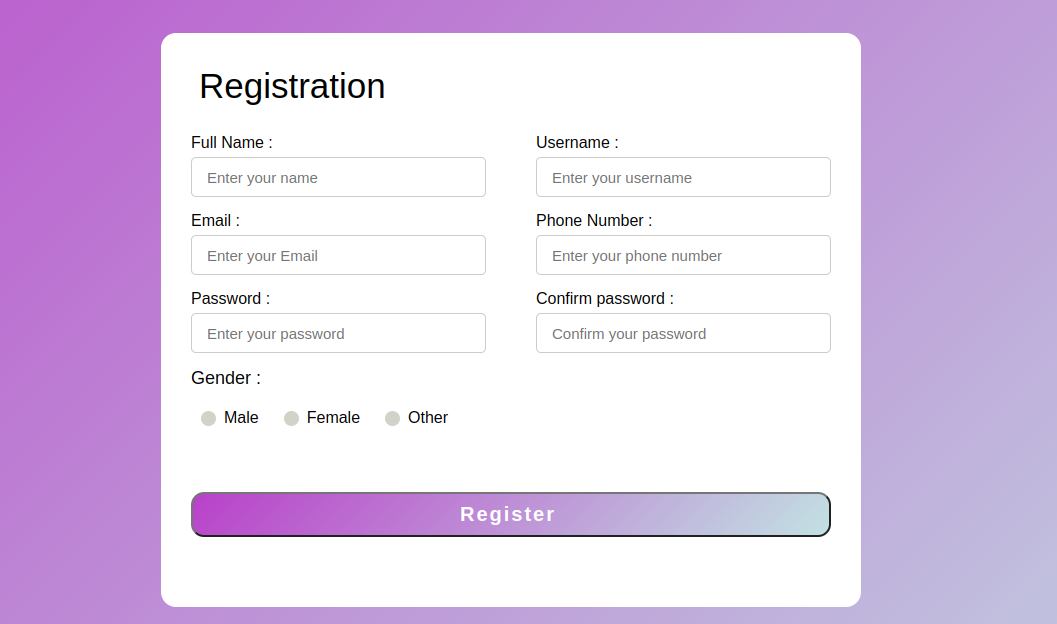 Registration
Full Name :
Username :
Enter your name
Enter your username
Email :
Phone Number :
Enter your Email
Enter your phone number
Password :
Confirm password :
Enter your password
Confirm your password
Gender :
Male
Female
Other
Register